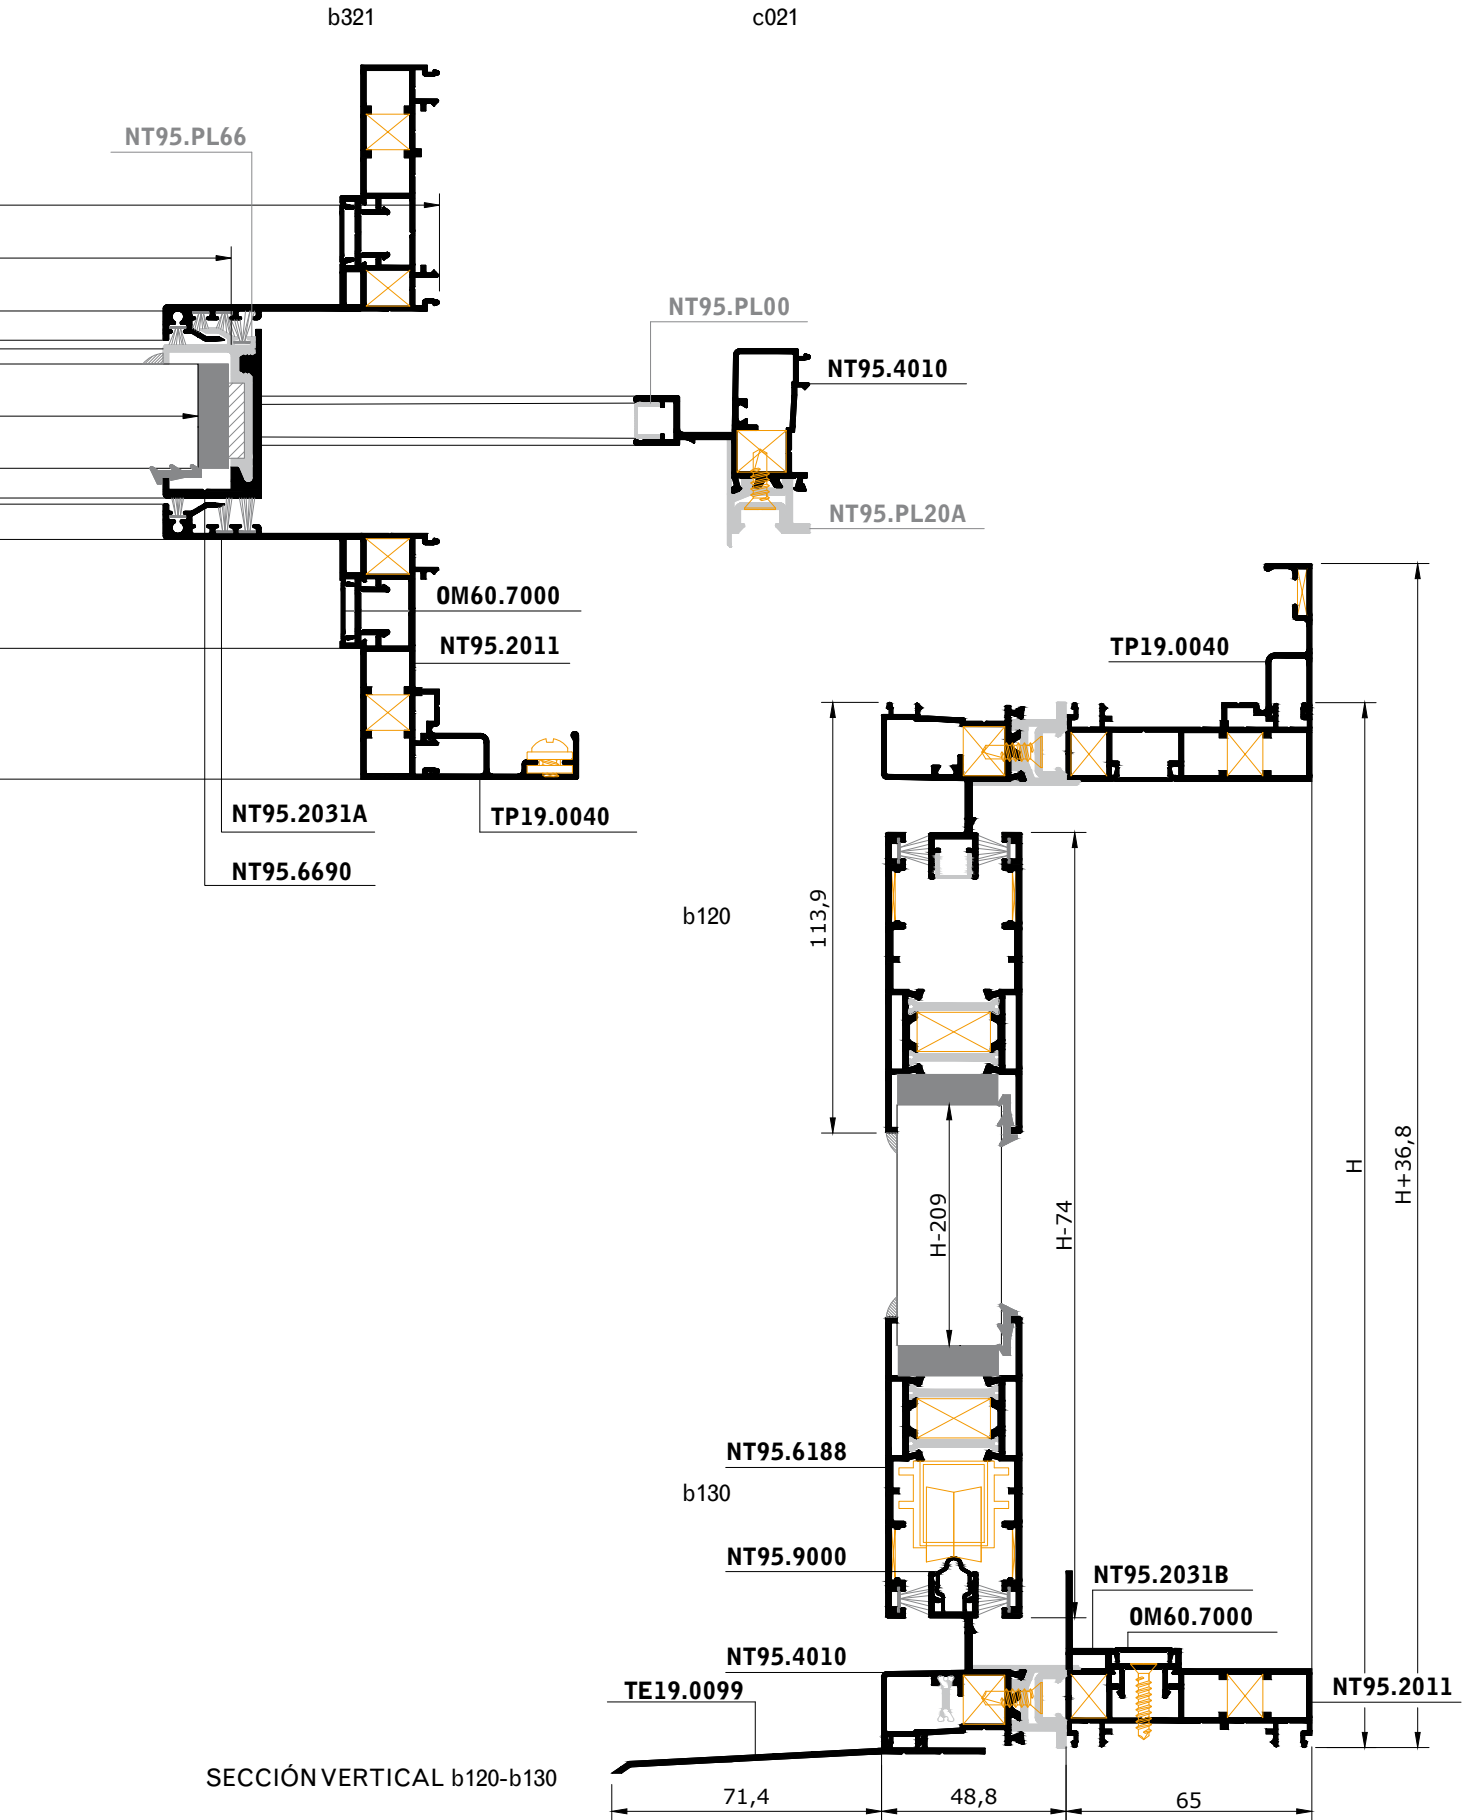 b321
c021
NT95.PL66
NT95.PL00
NT95.4010
NT95.PL20A
OM60.7000
NT95.2011
TP19.0040
NT95.2031A
TP19.0040
NT95.6690
b120
113,9
H-209
H-74
H
H+36,8
NT95.6188
b130
NT95.9000
NT95.2031B
OM60.7000
NT95.4010
TE19.0099
NT95.2011
SECCIÓN VERTICAL b120-b130
71,4
48,8
65